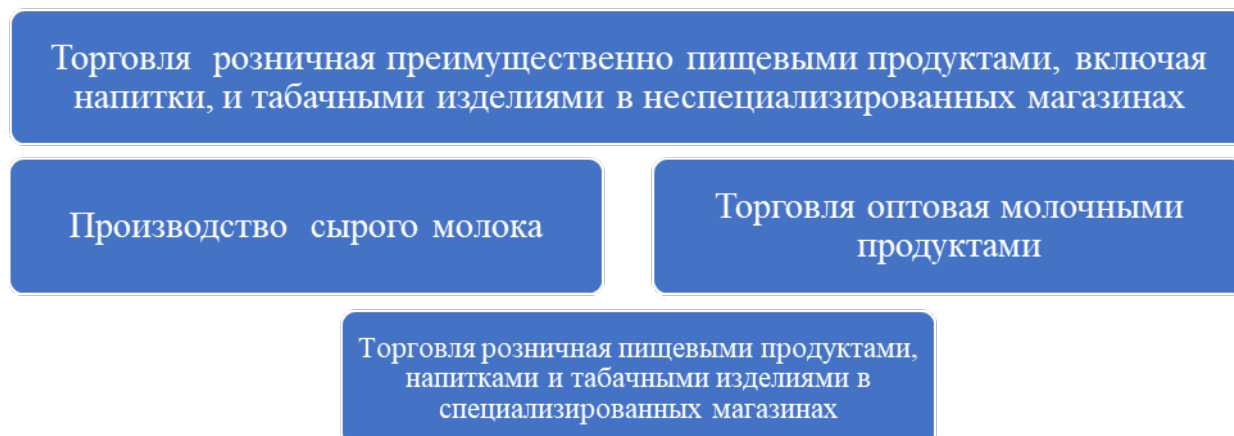 Торговля розничная преимущественно пищевыми продуктами, включая
напитки, и табачными изделиями в неспециализированных магазинах
Производство сырого молока
Торговля оптовая молочными
продуктами
Торговля розничная пищевыми продуктами,
напитками и табачными изделиями в
специализированных магазинах